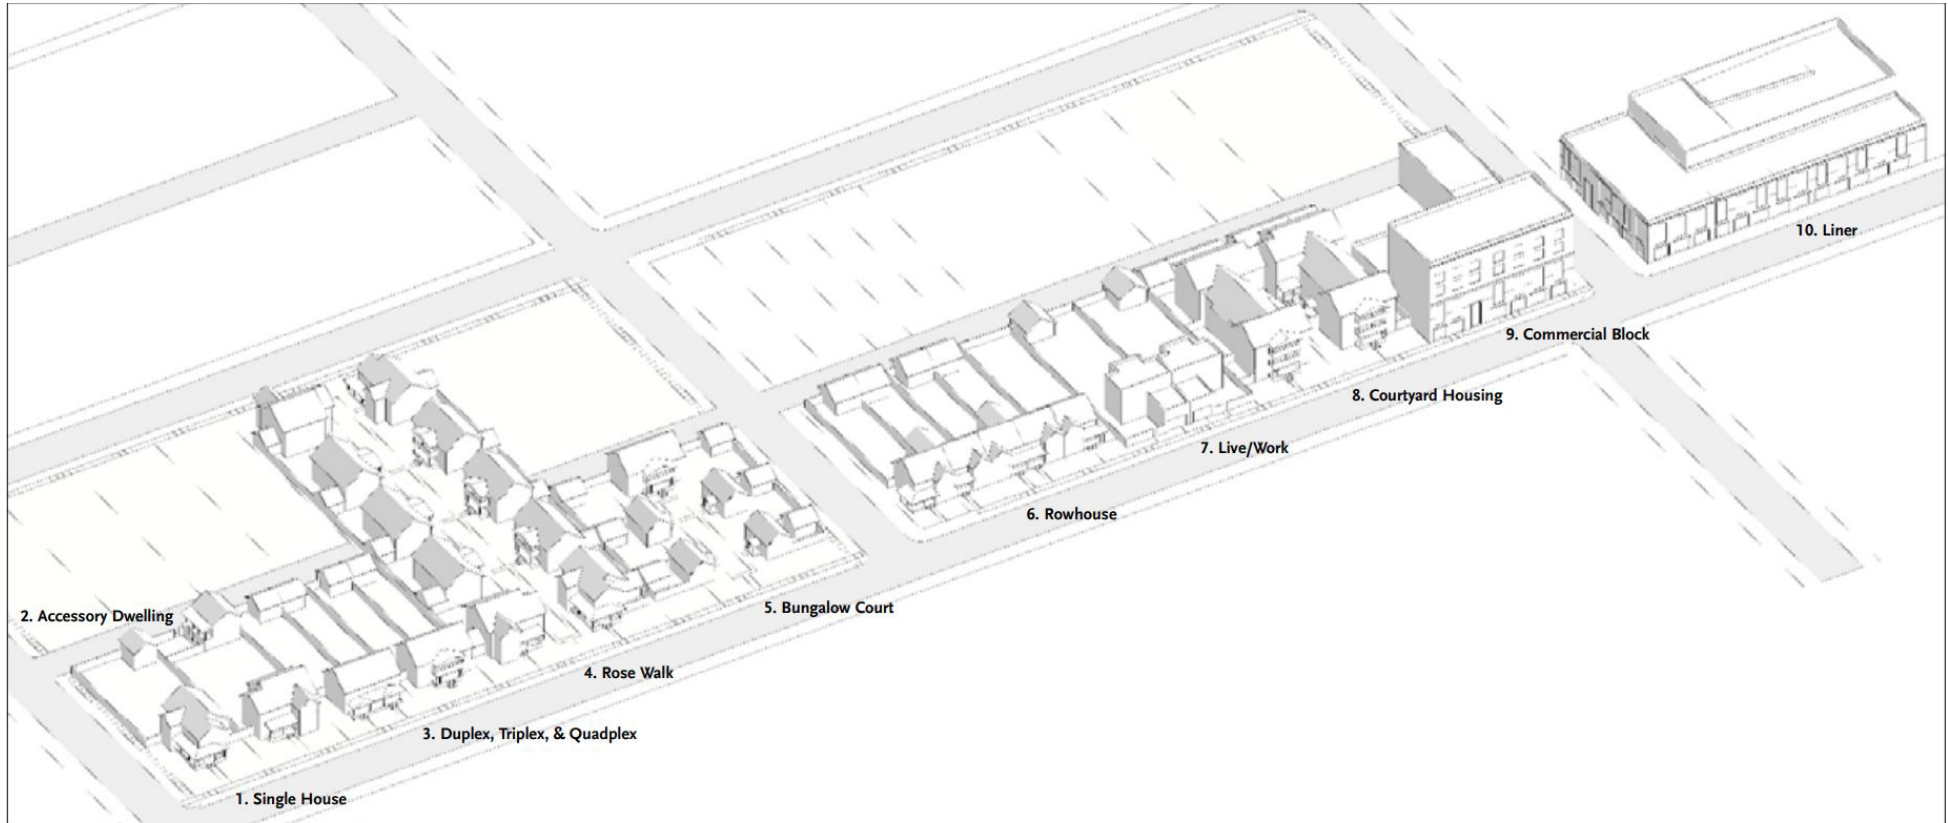 1. Single House
2. Accessory Dwelling
3. Duplex, Triplex, & Quadplex
4. Rose Walk
5. Bungalow Court
6. Rowhouse
7. Live/Work
8. Courtyard Housing
9. Commercial Block
10. Liner